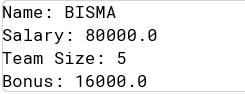 Name: BISMA
Salary: 80000.0
Team Size: 5
Bonus: 16000.0